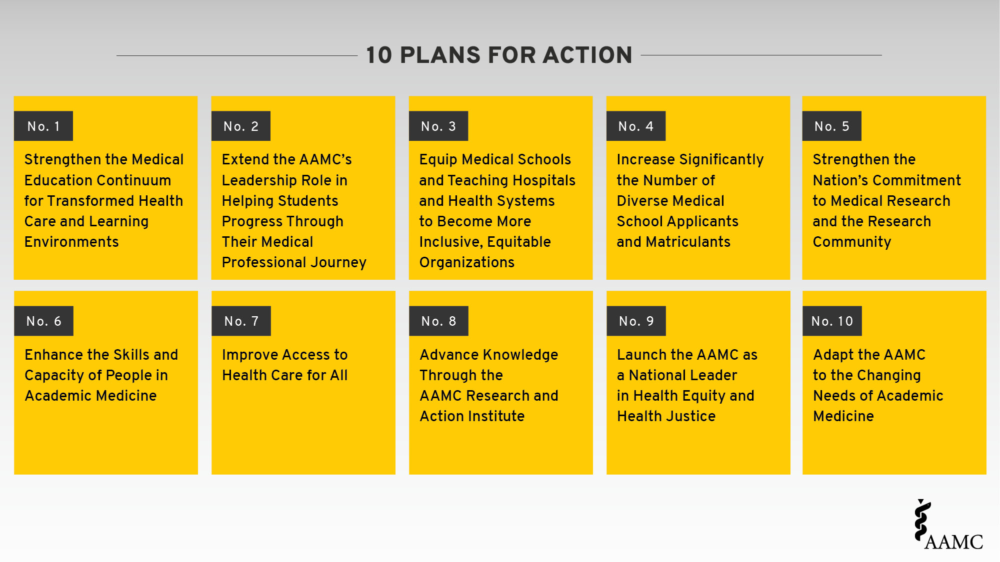 10 PLANS FOR ACTION
No. 1
Strengthen the Medical
Education Continuum
for Transformed Health
Care and Learning
Environments
No. 2
Extend the AAMC’s
Leadership Role in
Helping Students
Progress Through
Their Medical
Professional Journey
No. 3
Equip Medical Schools
and Teaching Hospitals
and Health Systems
to Become More
Inclusive, Equitable
Organizations
No. 4
Increase Significantly
the Number of
Diverse Medical
School Applicants
and Matriculants
No. 5
Strengthen the
Nation’s Commitment
to Medical Research
and the Research
Community
No. 6
Enhance the Skills and
Capacity of People in
Academic Medicine
No. 7
Improve Access to
Health Care for All
No. 8
Advance Knowledge
Through the
AAMC Research and
Action Institute
No. 9
Launch the AAMC as
a National Leader
in Health Equity and
Health Justice
No. 10
Adapt the AAMC
to the Changing
Needs of Academic
Medicine
AAMC